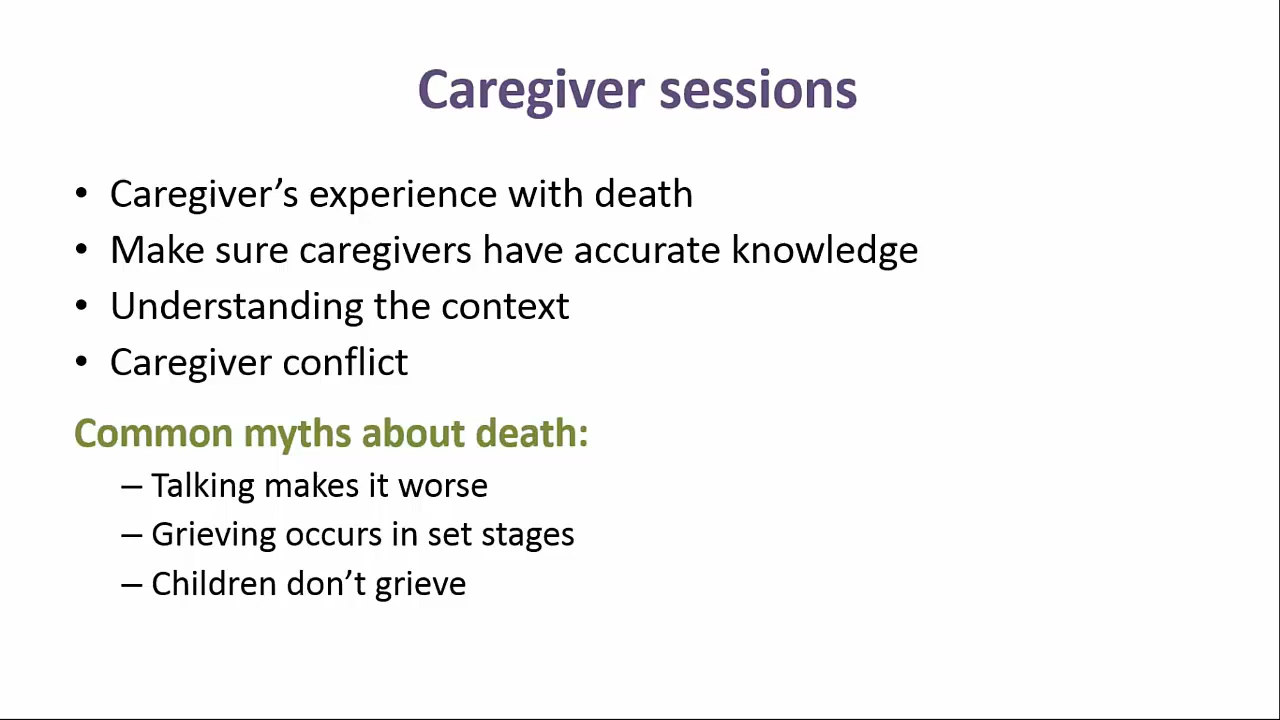 Caregiver sessions
• Caregiver’s experience with death
• Make sure caregivers have accurate knowledge
• Understanding the context
• Caregiver conflict
Common myths about death:
– Talking makes it worse
– Grieving occurs in set stages
– Children don’t grieve